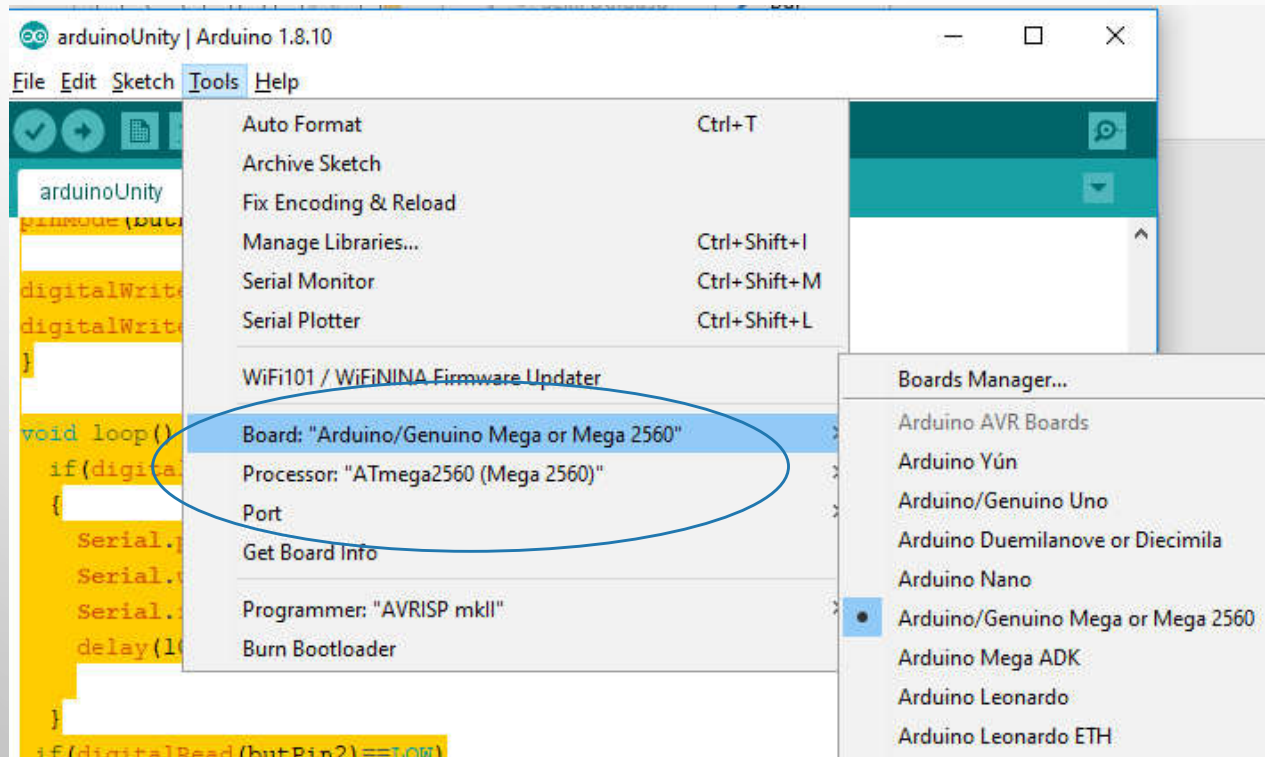 arduinoUnity | Arduino 1.8.10
File Edit Sketch Tools Help
Auto Format Ctrl+T
Archive Sketch
arduinoUnity
Fix Encoding & Reload
Manage Libraries... Ctrl+Shift+I
Serial Monitor Ctrl+Shift+M
digitalWrite
Serial Plotter Ctrl+Shift+L
digitalWrite
}
WiFi101 / WiFiNINA Firmware Updater
Boards Manager...
void loop()
Board: "Arduino/Genuino Mega or Mega 2560"
Arduino AVR Boards
if(digita
Processor: "ATmega2560 (Mega 2560)"
Arduino Yún
{
Port
Arduino/Genuino Uno
Serial.
Get Board Info
Arduino Duemilanove or Diecimila
Serial.
Arduino Nano
Serial.
Programmer: "AVRISP mkII"
Arduino/Genuino Mega or Mega 2560
delay(10
Burn Bootloader
Arduino Mega ADK
Arduino Leonardo
}
Arduino Leonardo ETH
if(digitalRead(butPin2)==LOW)